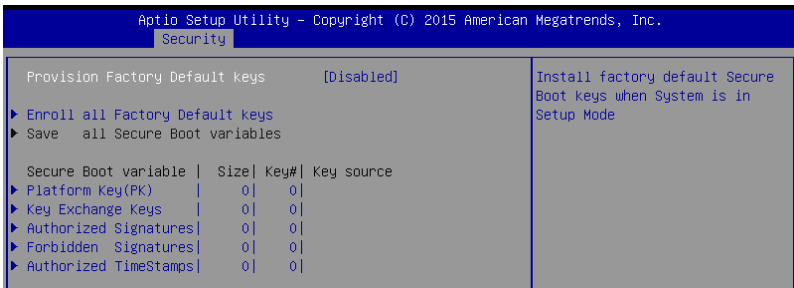 Aptio Setup Utility – Copyright (C) 2015 American Megatrends, Inc.
Security
Provision Factory Default keys [Disabled]
Enroll all Factory Default keys
Save all Secure Boot variables
Secure Boot variable | Size| Key#| Key source
Platform Key(PK) | 0| 0|
Key Exchange Keys | 0| 0|
Authorized Signatures| 0| 0|
Forbidden Signatures| 0| 0|
Authorized TimeStamps| 0| 0|
Install factory default Secure
Boot keys when System is in
Setup Mode